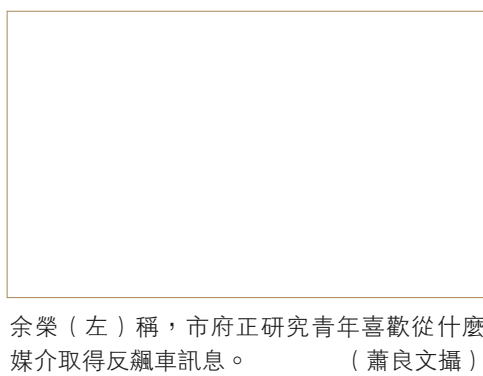 余榮（左）稱，市府正研究青年喜歡從什麼
媒介取得反飆車訊息。　　　（蕭良文攝）